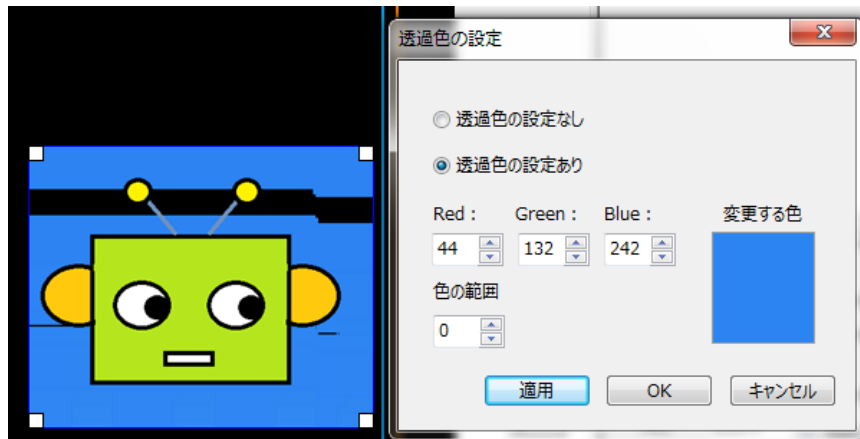 透過色の設定
透過色の設定なし
透過色の設定あり
Red : Green : Blue : 変更する色
44 132 242
色の範囲
0
適用 OK キャンセル